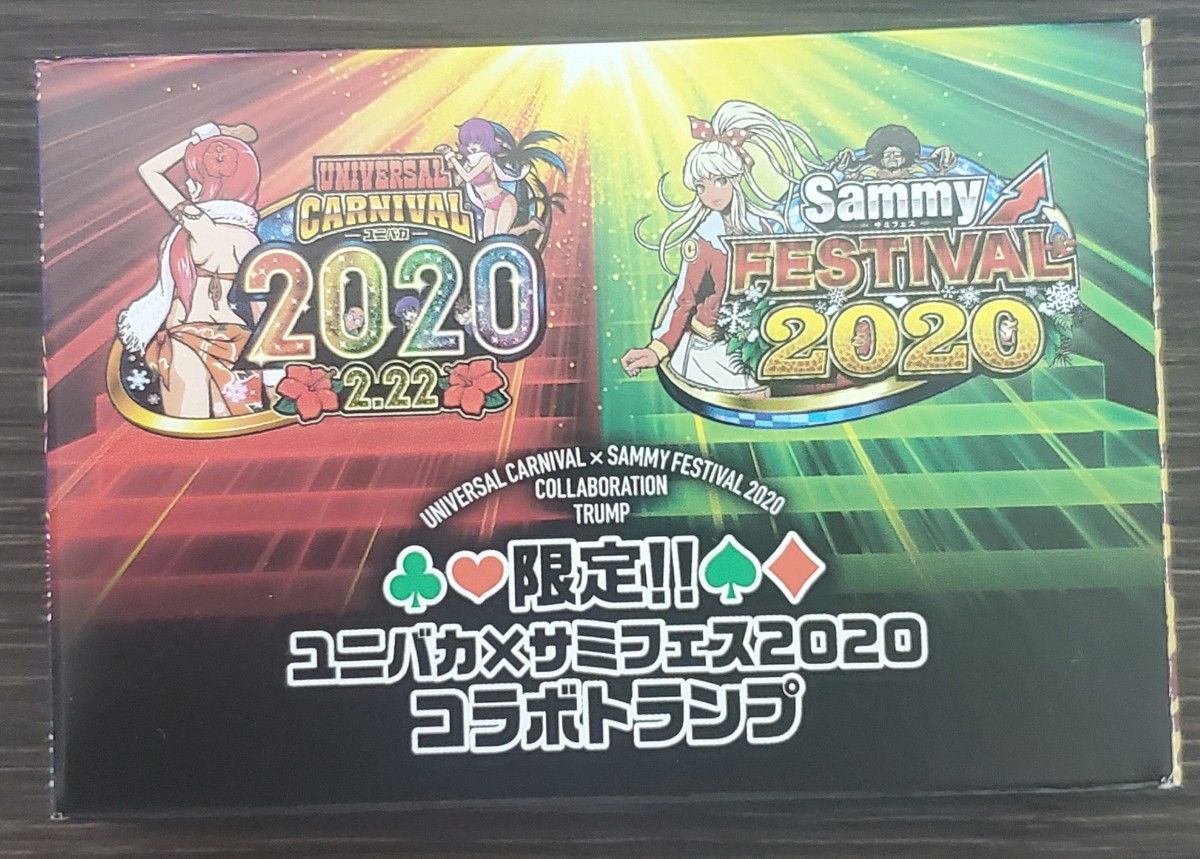 UNIVERSAL
CARNIVAL
ユニバカ
2020
2.22
Sammy
サミフェス
FESTIVAL
2020
C
UNIVERSAL CARNIVAL × SAMMY FESTIVAL 2020
COLLABORATION
TRUMP
♣♥限定!!♠♦
ユニバカ×サミフェス2020
コラボトランプ